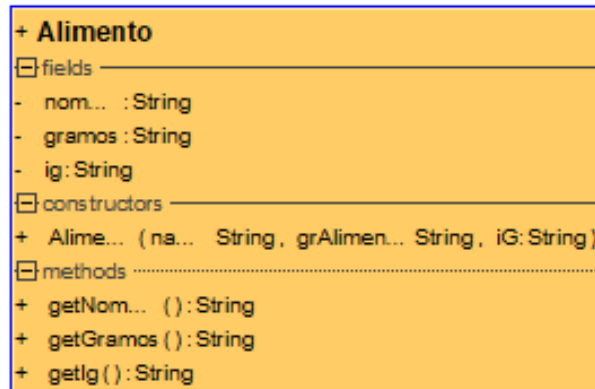 + Alimento
fields
- nom... : String
- gramos : String
- ig: String
constructors
+ Alime... ( na... String, grAlimen... String, iG: String)
methods
+ getNom... (): String
+ getGramos (): String
+ getIg(): String